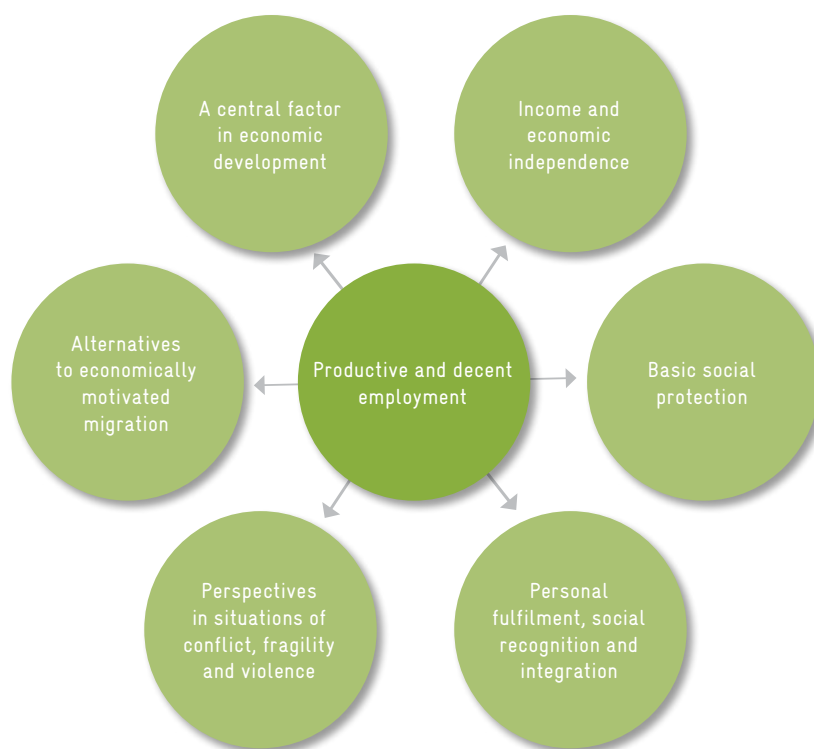 A central factor
in economic
development
Income and
economic
independence
Alternatives
to economically
motivated
migration
Productive and decent
employment
Basic social
protection
Perspectives
in situations of
conflict, fragility
and violence
Personal
fulfilment, social
recognition and
integration